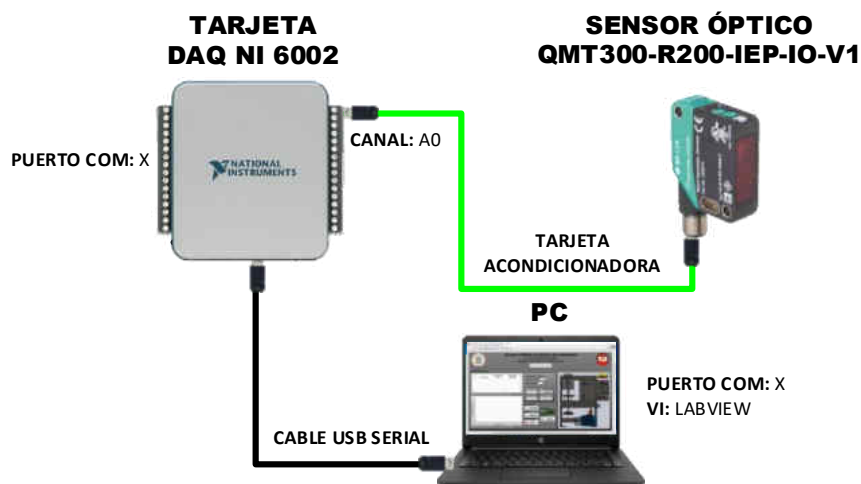 TARJETA
DAQ NI 6002
SENSOR ÓPTICO
QMT300-R200-IEP-IO-V1
PUERTO COM: X
CANAL: A0
NATIONAL
INSTRUMENTS
TARJETA
ACONDICIONADORA
PC
PUERTO COM: X
VI: LABVIEW
CABLE USB SERIAL